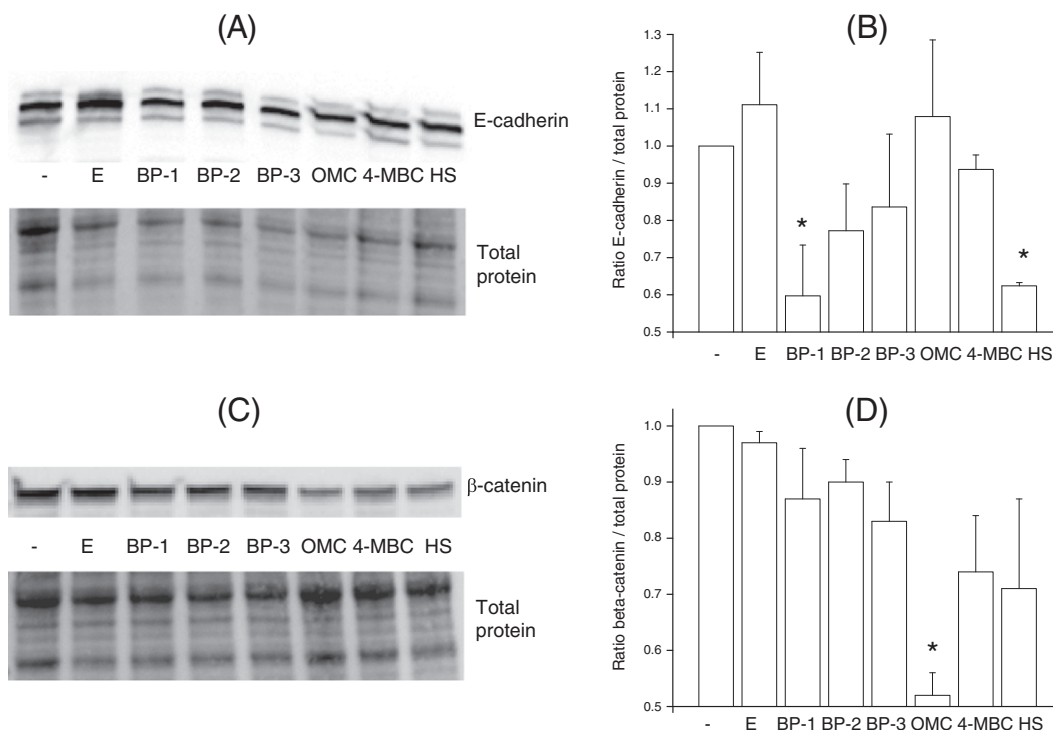 (A)
E-cadherin
- E BP-1 BP-2 BP-3 OMC 4-MBC HS
Total
protein
(B)
Ratio E-cadherin / total protein
1.3
1.2
1.1
1.0
0.9
0.8
0.7
0.6
0.5
*
*
- E BP-1 BP-2 BP-3 OMC 4-MBC HS
(C)
β-catenin
- E BP-1 BP-2 BP-3 OMC 4-MBC HS
Total
protein
(D)
Ratio beta-catenin / total protein
1.0
0.9
0.8
0.7
0.6
0.5
*
- E BP-1 BP-2 BP-3 OMC 4-MBC HS